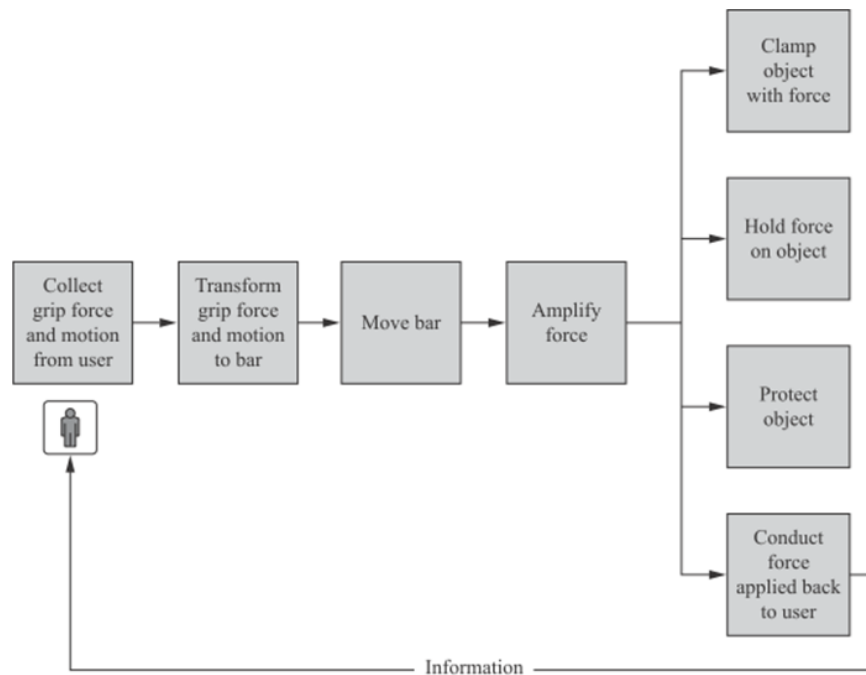 Clamp
object
with force
Hold force
on object
Collect
grip force
and motion
from user
Transform
grip force
and motion
to bar
Move bar
Amplify
force
Protect
object
Conduct
force
applied back
to user
Information